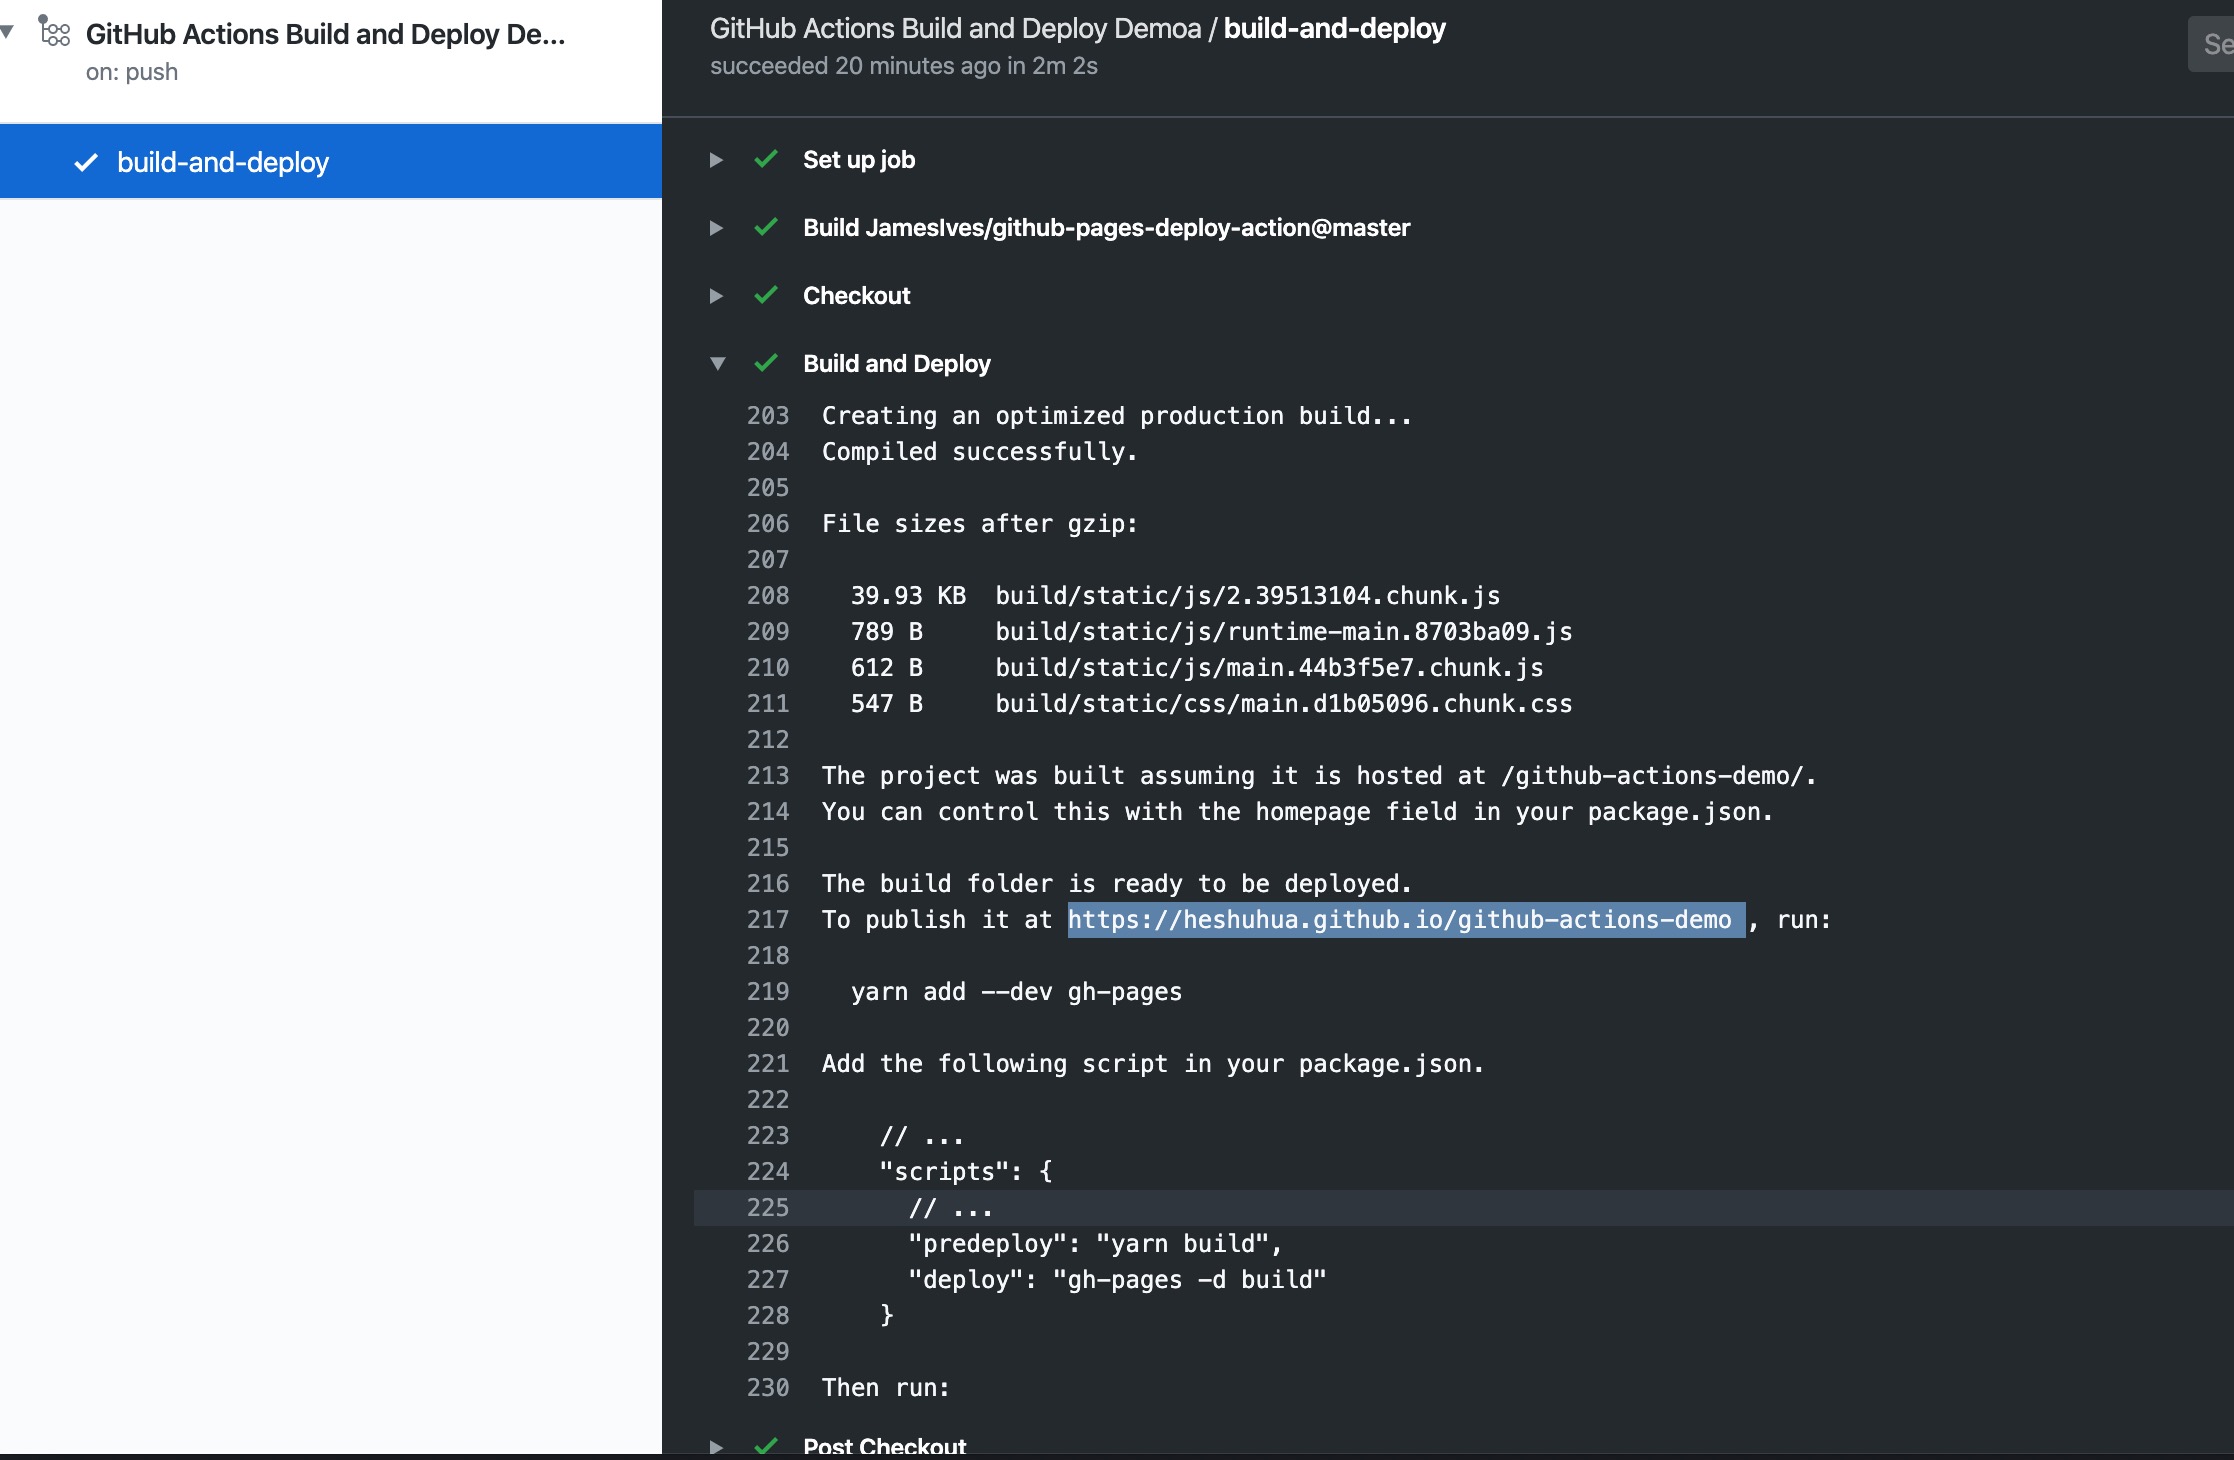 GitHub Actions Build and Deploy De...
on: push
build-and-deploy
GitHub Actions Build and Deploy Demoa / build-and-deploy
succeeded 20 minutes ago in 2m 2s
Se
Set up job
Build JamesIves/github-pages-deploy-action@master
Checkout
Build and Deploy
203 Creating an optimized production build...
204 Compiled successfully.
205
206 File sizes after gzip:
207
208 39.93 KB build/static/js/2.39513104.chunk.js
209 789 B build/static/js/runtime-main.8703ba09.js
210 612 B build/static/js/main.44b3f5e7.chunk.js
211 547 B build/static/css/main.d1b05096.chunk.css
212
213 The project was built assuming it is hosted at /github-actions-demo/.
214 You can control this with the homepage field in your package.json.
215
216 The build folder is ready to be deployed.
217 To publish it at https://heshuhua.github.io/github-actions-demo , run:
218
219 yarn add --dev gh-pages
220
221 Add the following script in your package.json.
222
223 // ...
224 "scripts": {
225 // ...
226 "predeploy": "yarn build",
227 "deploy": "gh-pages -d build"
228 }
229
230 Then run:
Post Checkout